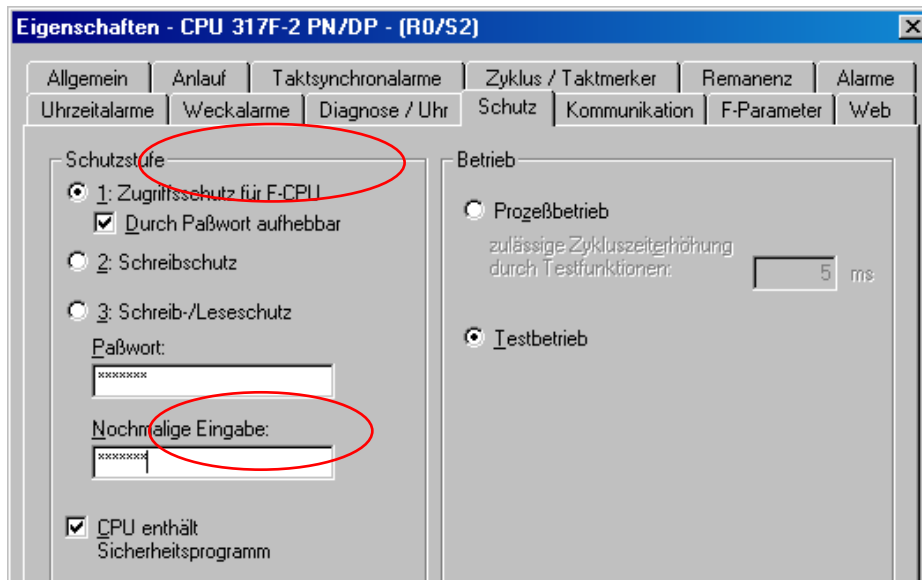 Eigenschaften - CPU 317F-2 PN/DP - (R0/S2)
Allgemein Anlauf Taktsynchronalarme Zyklus / Taktmerker Remanenz Alarme
Uhrzeitalarme Weckalarme Diagnose / Uhr Schutz Kommunikation F-Parameter Web
Schutzstufe
1: Zugriffsschutz für F-CPU
Durch Paßwort aufhebbar
2: Schreibschutz
3: Schreib-/Leseschutz
Paßwort:
*******
Nochmalige Eingabe:
*******
CPU enthält
Sicherheitsprogramm
Betrieb
Prozeßbetrieb
zulässige Zykluszeiterhöhung
durch Testfunktionen: 5 ms
Testbetrieb